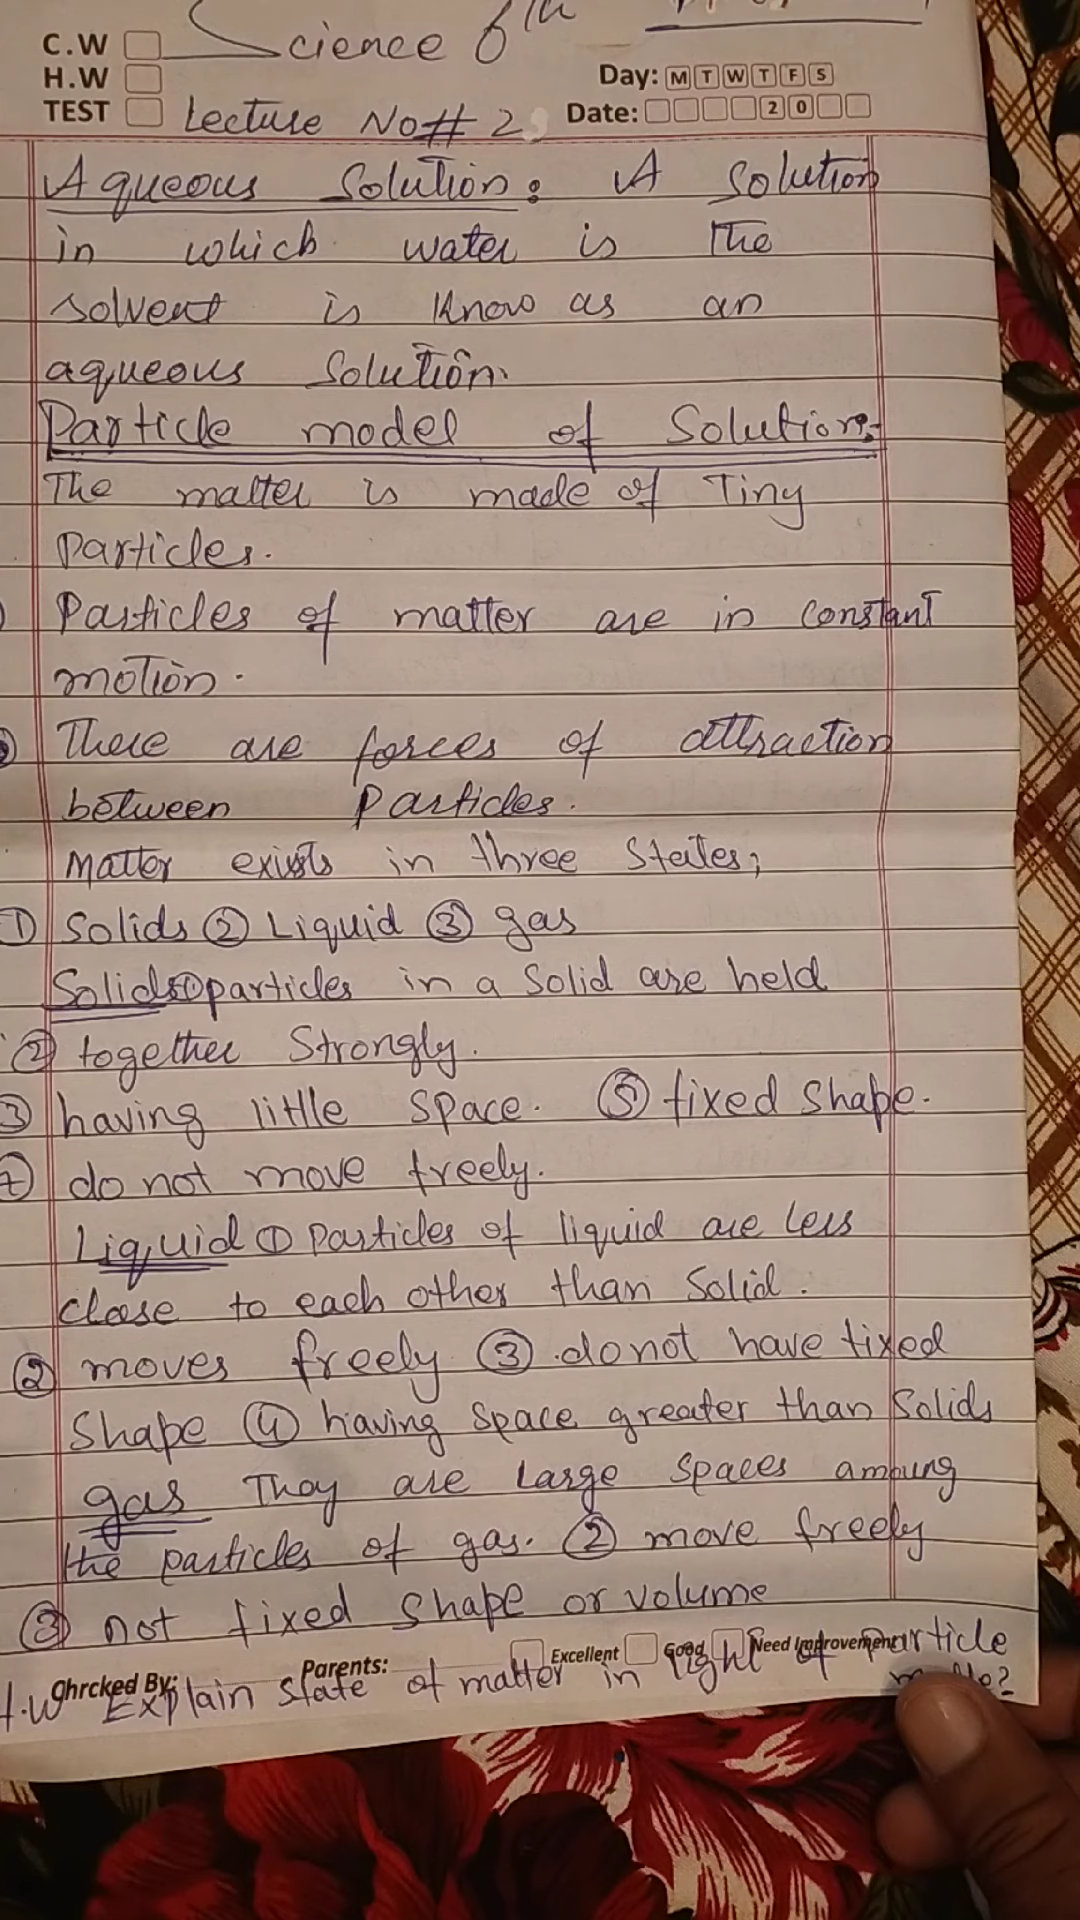 Science 6th
C.W
H.W
TEST
Day: M T W T F S
Lecture No# 2
Date: 2 0
Aqueous Solution: A Solution
in which water is the
solvent is know as an
aqueous Solution.
Particle model of Solution:-
The matter is made of Tiny
Particles.
Particles of matter are in constant
motion.
There are forces of attraction
between Particles.
Matter exists in three States;
① Solids ② Liquid ③ gas
Solids ① particles in a Solid are held
② together Strongly.
③ having little space. ⑤ fixed shape.
do not move freely.
Liquid ① Particles of liquid are less
close to each other than Solid.
② moves freely ③ do not have fixed
Shape ④ having space greater than Solids
gas They are large spaces amoung
the particles of gas. ② move freely
③ not fixed shape or volume
Excellent Good Need Improvement
Ghrcked By: Parents:
H.W Explain state of matter in light of particle